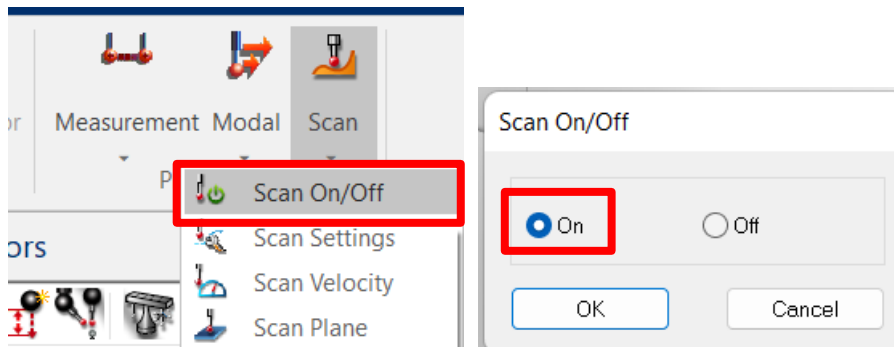 or
Measurement Modal Scan
P
Scan On/Off
ors
Scan Settings
Scan Velocity
Scan Plane
Scan On/Off
On Off
OK Cancel